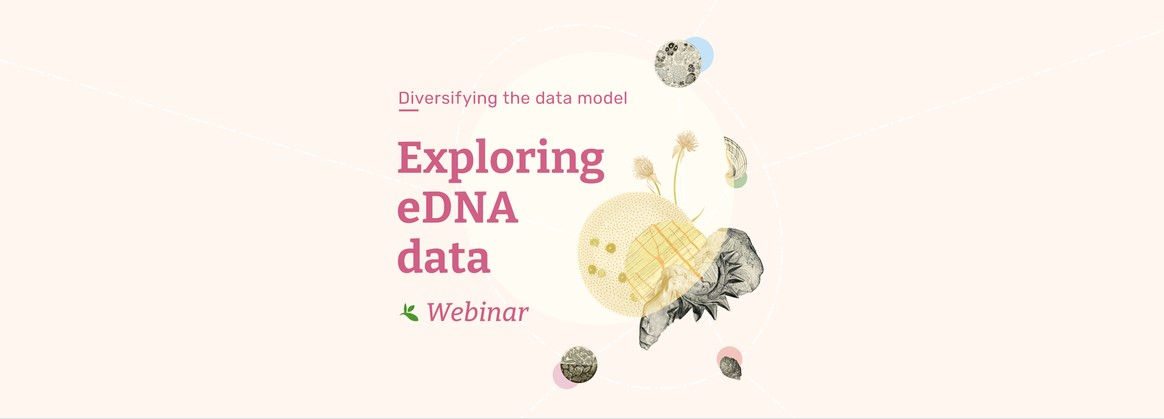 Diversifying the data model
Exploring
eDNA
data
Webinar